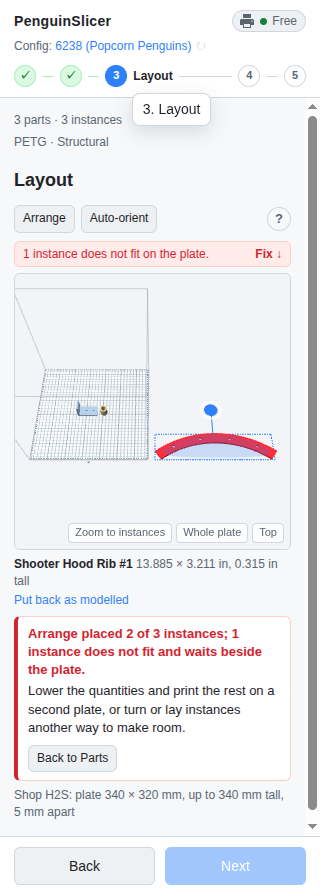 PenguinSlicer
Free
Config: 6238 (Popcorn Penguins)
3 Layout 4 5
3. Layout
3 parts · 3 instances
PETG · Structural
Layout
Arrange Auto-orient ?
1 instance does not fit on the plate. Fix ↓
Zoom to instances Whole plate Top
Shooter Hood Rib #1 13.885 × 3.211 in, 0.315 in
tall
Put back as modelled
Arrange placed 2 of 3 instances; 1
instance does not fit and waits beside
the plate.
Lower the quantities and print the rest on a
second plate, or turn or lay instances
another way to make room.
Back to Parts
Shop H2S: plate 340 × 320 mm, up to 340 mm tall,
5 mm apart
Back Next